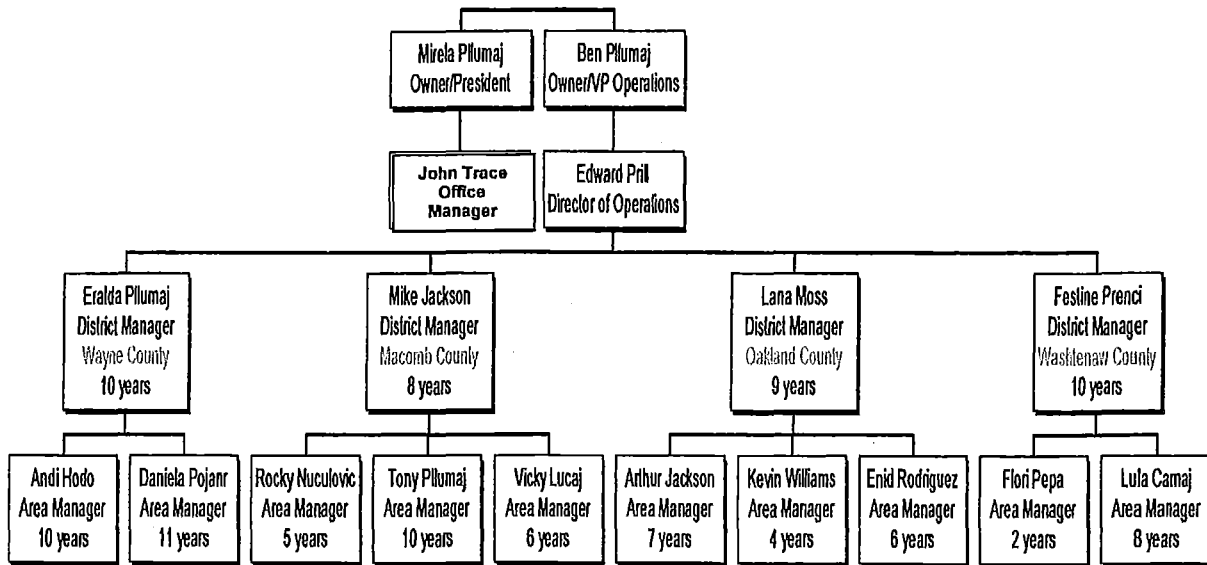 Mirela Pllumaj
Owner/President
Ben Pllumaj
Owner/VP Operations
John Trace
Office
Manager
Edward Prill
Director of Operations
Eralda Pllumaj
District Manager
Wayne County
10 years
Mike Jackson
District Manager
Macomb County
8 years
Lana Moss
District Manager
Oakland County
9 years
Festine Prenci
District Manager
Washtenaw County
10 years
Andi Hodo
Area Manager
10 years
Daniela Pojanr
Area Manager
11 years
Rocky Nuculovic
Area Manager
5 years
Tony Pllumaj
Area Manager
10 years
Vicky Lucaj
Area Manager
6 years
Arthur Jackson
Area Manager
7 years
Kevin Williams
Area Manager
4 years
Enid Rodriguez
Area Manager
6 years
Flori Pepa
Area Manager
2 years
Lula Camaj
Area Manager
8 years